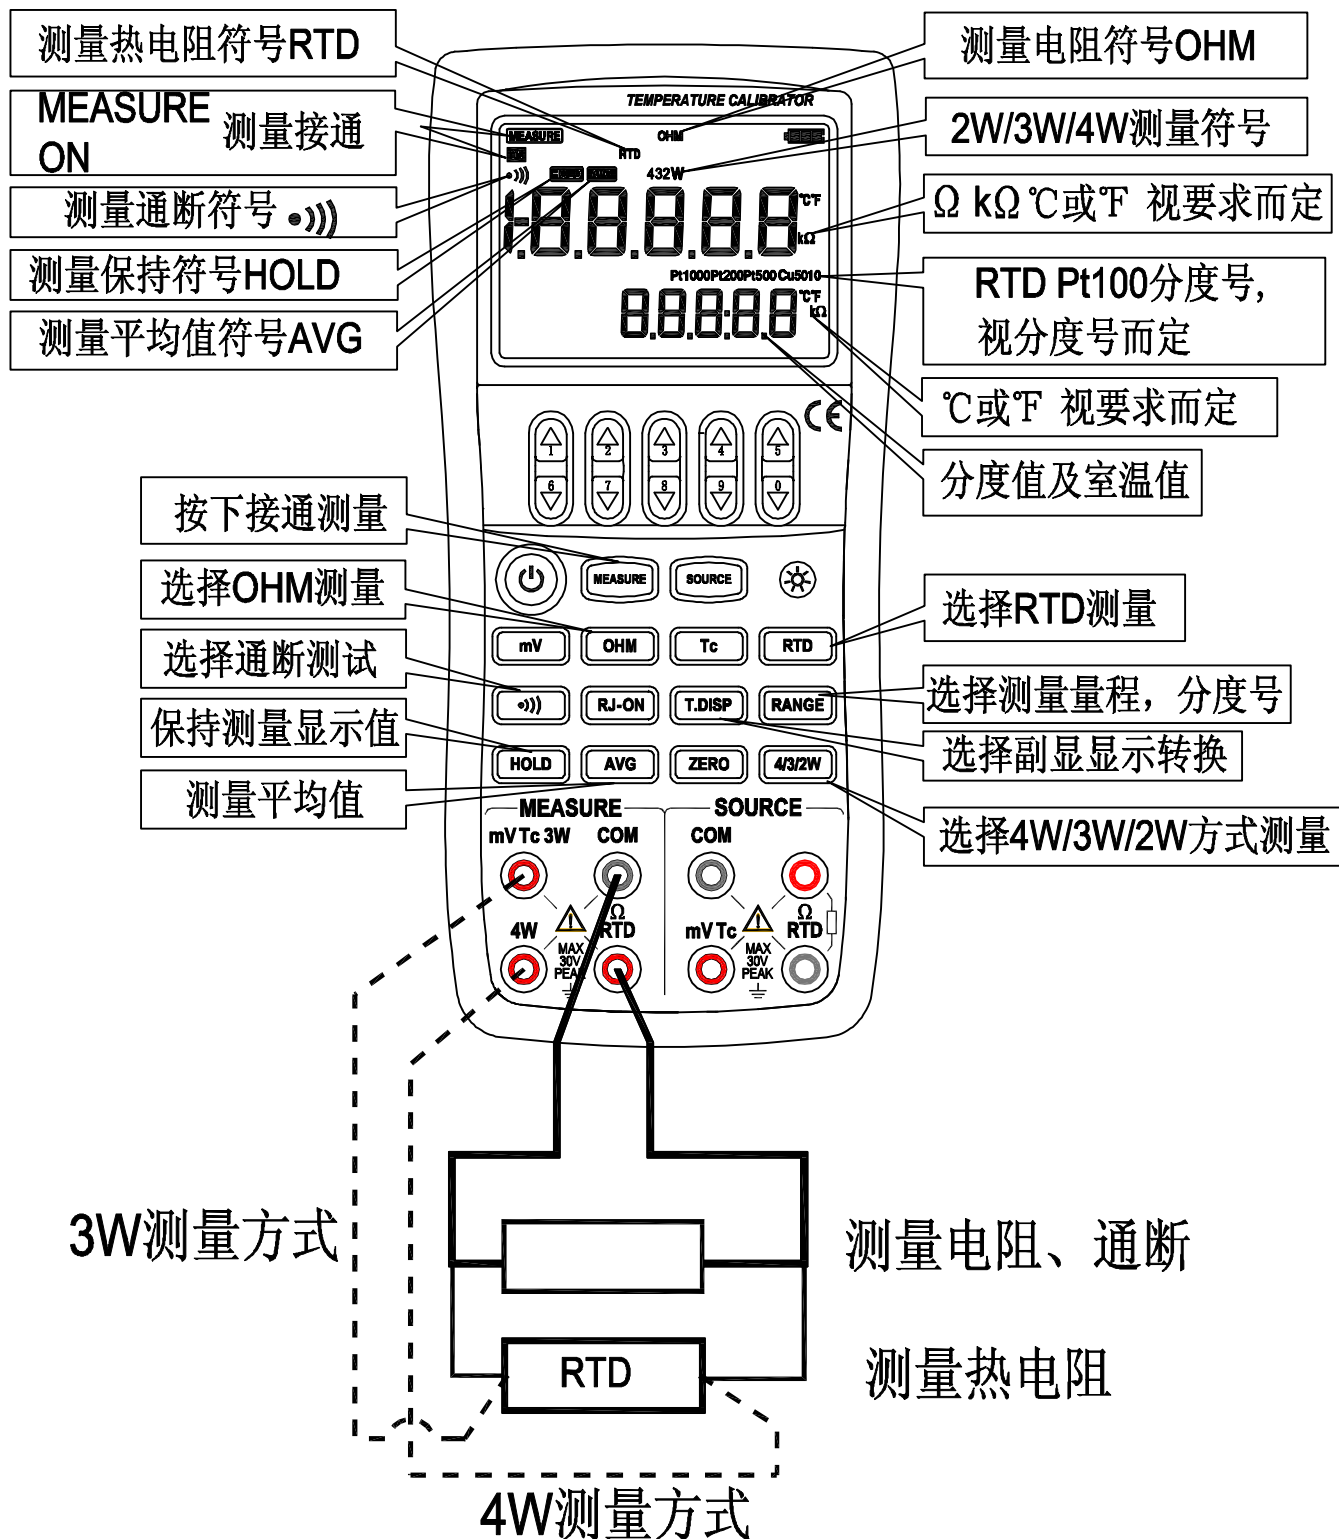 测量热电阻符号RTD
MEASURE
ON
测量接通
测量通断符号
测量保持符号HOLD
测量平均值符号AVG
测量电阻符号OHM
2W/3W/4W测量符号
Ω kΩ ℃或℉ 视要求而定
RTD Pt100分度号,
视分度号而定
℃或℉ 视要求而定
分度值及室温值
TEMPERATURE CALIBRATOR
MEASURE
OHM
RTD
432W
℃℉
kΩ
Pt1000Pt200Pt500Cu5010
℃℉
kΩ
CE
1 2 3 4 5
6 7 8 9 0
按下接通测量
选择OHM测量
选择通断测试
保持测量显示值
测量平均值
选择RTD测量
选择测量量程，分度号
选择副显显示转换
选择4W/3W/2W方式测量
MEASURE SOURCE
mV OHM Tc RTD
RJ-ON T.DISP RANGE
HOLD AVG ZERO 4/3/2W
MEASURE SOURCE
mV Tc 3W COM COM
4W Ω RTD mV Tc Ω RTD
MAX 30V PEAK
MAX 30V PEAK
3W测量方式
测量电阻、通断
RTD
测量热电阻
4W测量方式